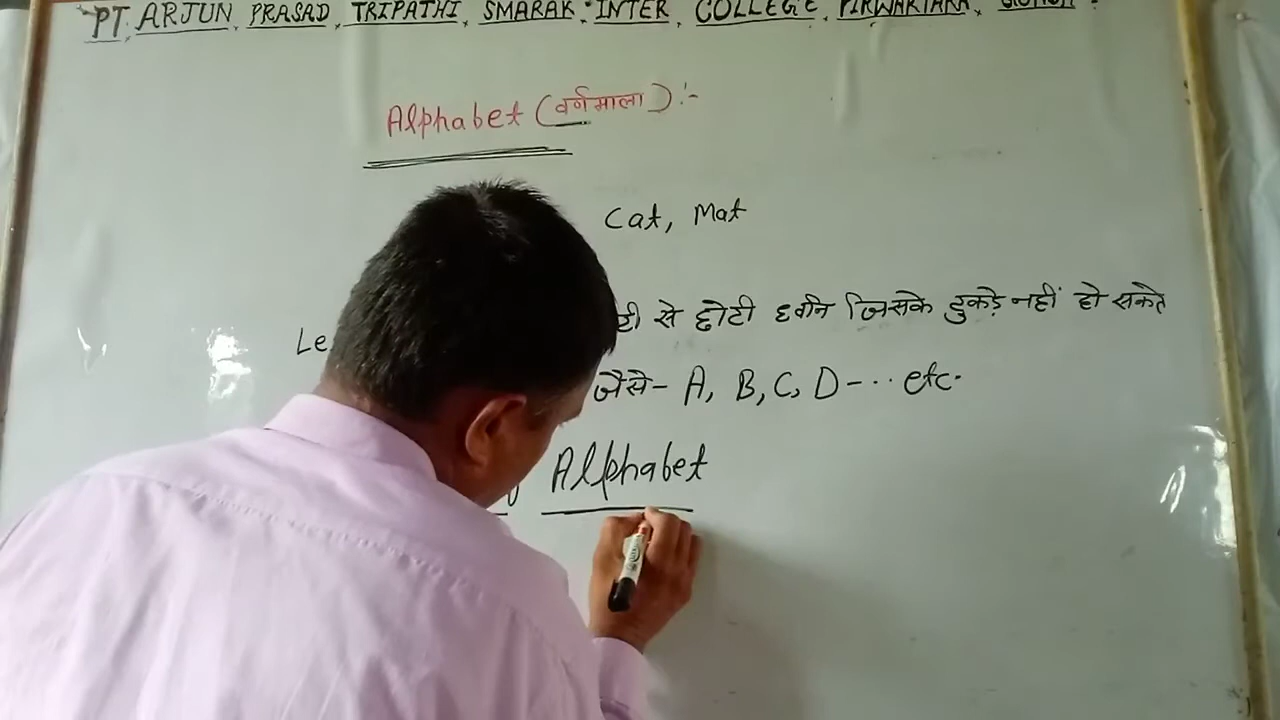 PT. ARJUN PRASAD, TRIPATHI SMARAK INTER, COLLEGE,
Alphabet (वर्णमाला) :-
Cat, Mat
Le
टी से छोटी ध्वनि जिसके टुकड़े नहीं हो सकते
जैसे- A, B, C, D -... etc.
Alphabet